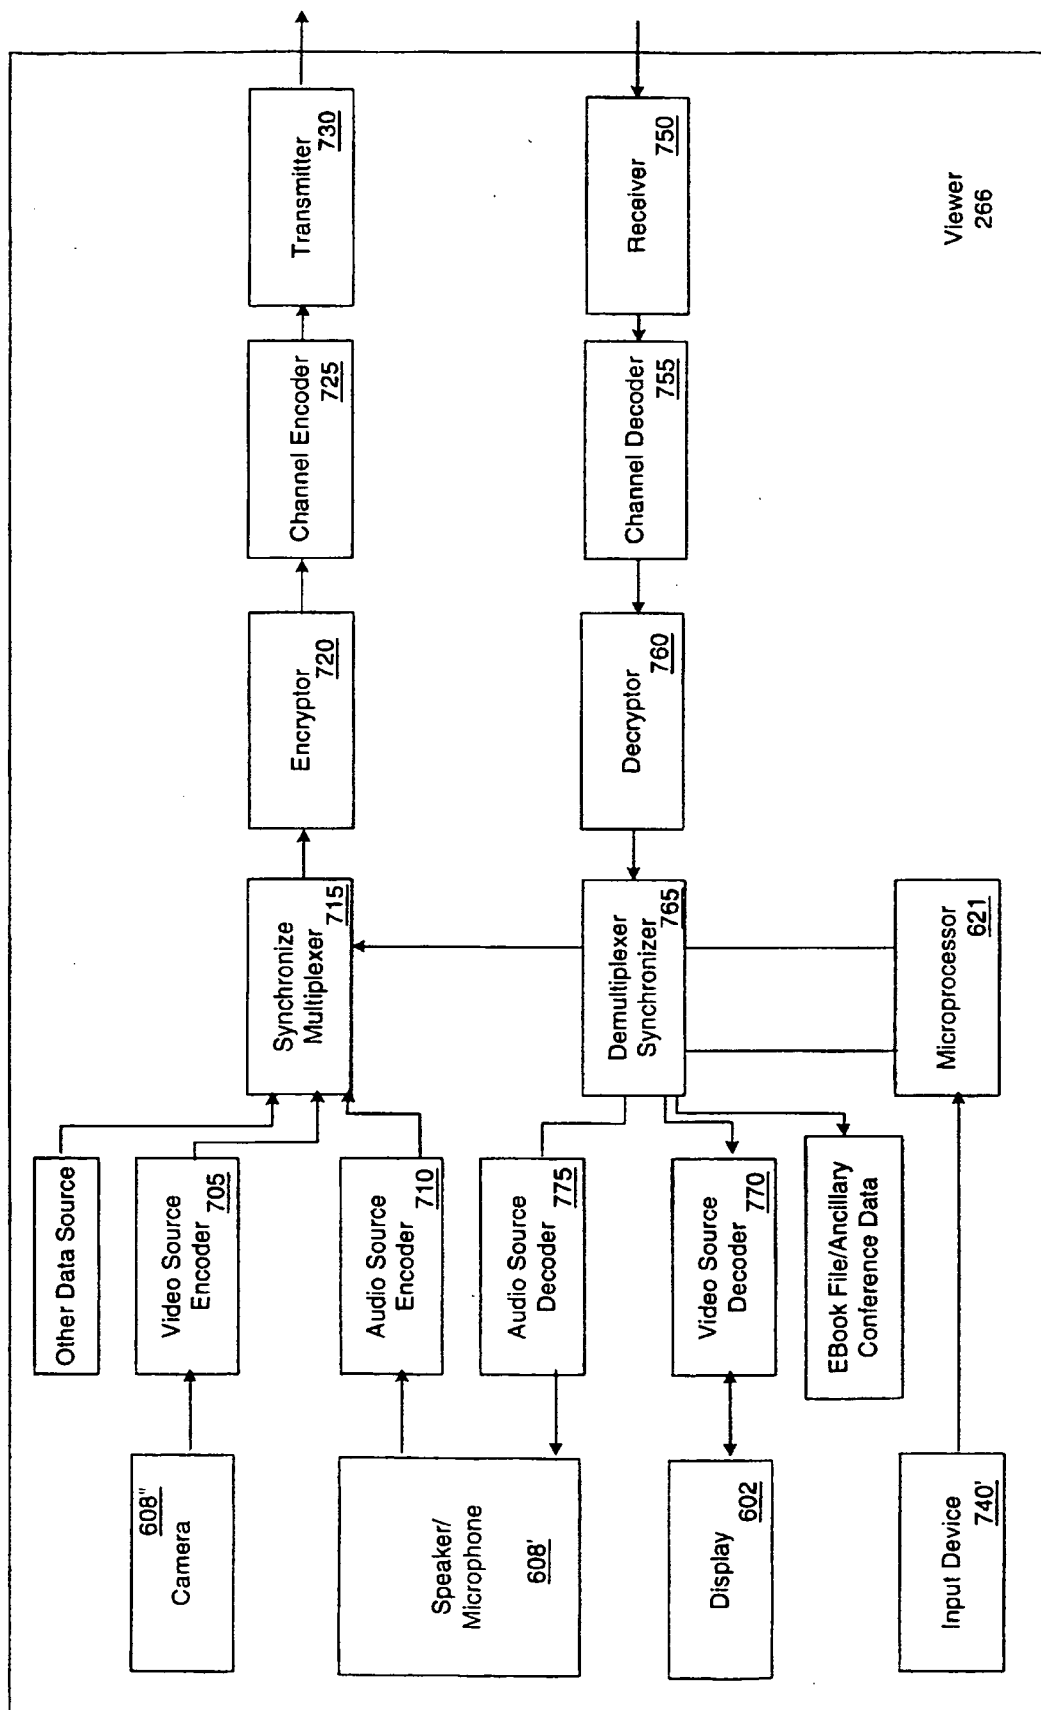 Camera
608"
Speaker/
Microphone
608'
Display
602
Input Device
740'
Other Data Source
Video Source
Encoder
705
Audio Source
Encoder
710
Audio Source
Decoder
775
Video Source
Decoder
770
EBook File/Ancillary
Conference Data
Synchronize
Multiplexer
715
Demultiplexer
Synchronizer
765
Microprocessor
621
Encryptor
720
Decryptor
760
Channel Encoder
725
Channel Decoder
755
Transmitter
730
Receiver
750
Viewer
266